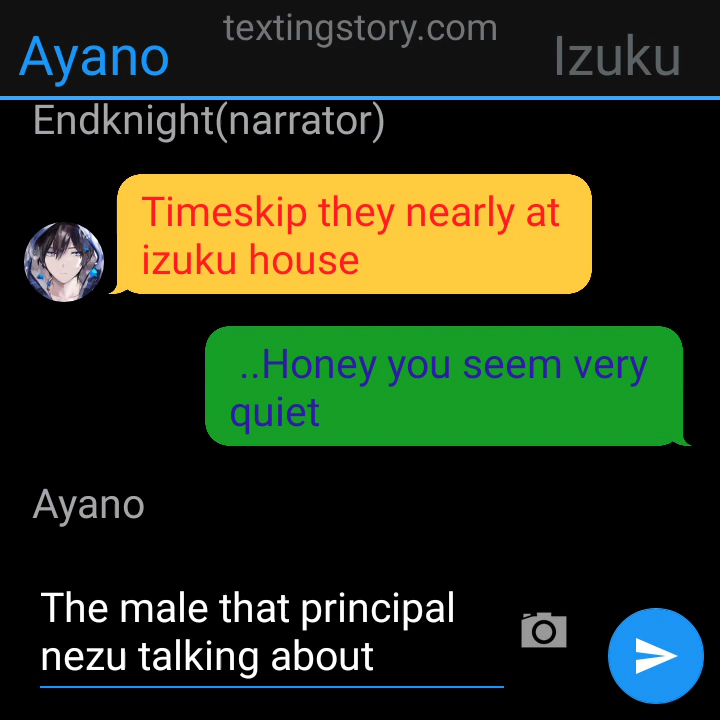 textingstory.com
Ayano
Izuku
Endknight(narrator)
Timeskip they nearly at
izuku house
..Honey you seem very
quiet
Ayano
The male that principal
nezu talking about